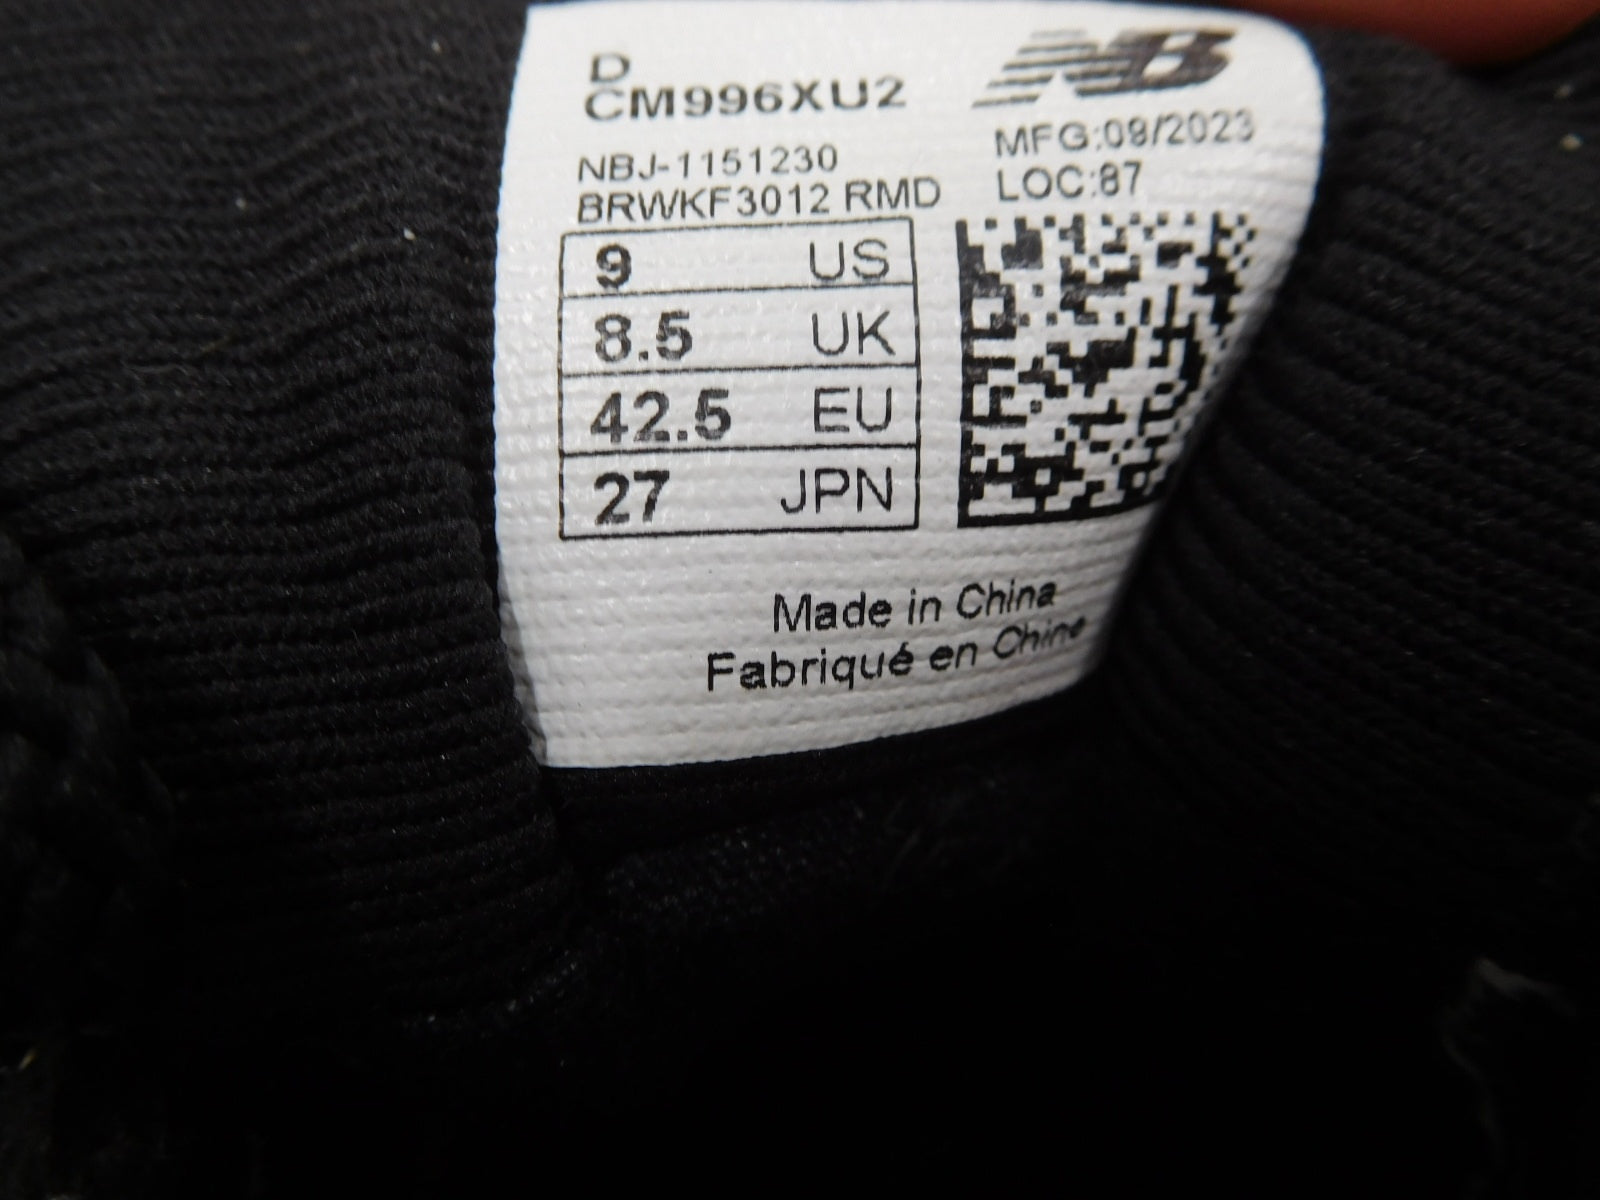 D
CM996XU2
NBJ-1151230
BRWKF3012 RMD
NB
MFG:09/2023
LOC:87
9 US
8.5 UK
42.5 EU
27 JPN
Made in China
Fabriqué en Chine